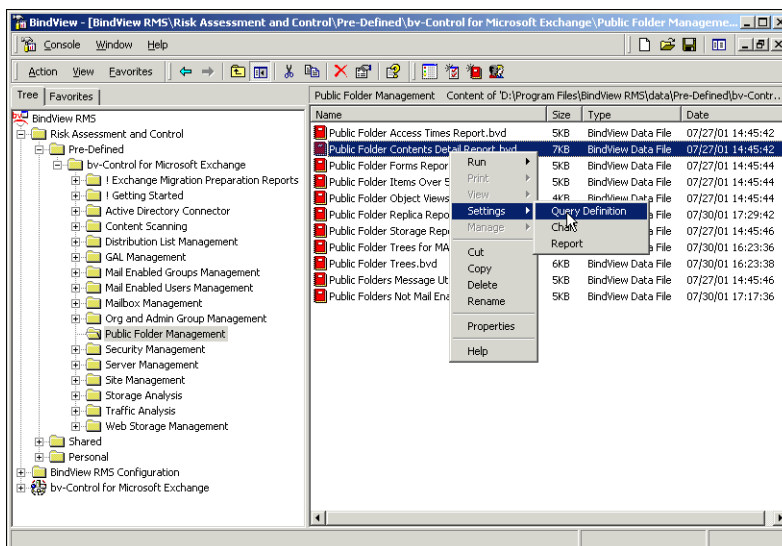 BindView - [BindView RMS\Risk Assessment and Control\Pre-Defined\bv-Control for Microsoft Exchange\Public Folder Manageme...
Console Window Help
Action View Favorites
Tree Favorites
Public Folder Management Content of 'D:\Program Files\BindView RMS\data\Pre-Defined\bv-Contr..
Name Size Type Date
BindView RMS
Risk Assessment and Control
Pre-Defined
bv-Control for Microsoft Exchange
! Exchange Migration Preparation Reports
! Getting Started
Active Directory Connector
Content Scanning
Distribution List Management
GAL Management
Mail Enabled Groups Management
Mail Enabled Users Management
Mailbox Management
Org and Admin Group Management
Public Folder Management
Security Management
Server Management
Site Management
Storage Analysis
Traffic Analysis
Web Storage Management
Shared
Personal
BindView RMS Configuration
bv-Control for Microsoft Exchange
Public Folder Access Times Report.bvd 5KB BindView Data File 07/27/01 14:45:42
Public Folder Contents Detail Report.bvd 7KB BindView Data File 07/27/01 14:45:42
Public Folder Forms Repor 5KB BindView Data File 07/27/01 14:45:44
Public Folder Items Over 5 5KB BindView Data File 07/27/01 14:45:44
Public Folder Object Views 4KB BindView Data File 07/27/01 14:45:44
Public Folder Replica Repo 07/30/01 17:29:42
Public Folder Storage Repo 07/27/01 14:45:46
Public Folder Trees for MA 07/30/01 16:23:36
Public Folder Trees.bvd 6KB BindView Data File 07/30/01 16:23:38
Public Folders Message Ut 5KB BindView Data File 07/27/01 14:45:46
Public Folders Not Mail Ena 5KB BindView Data File 07/30/01 17:17:36
Run
Print
View
Settings
Manage
Cut
Copy
Delete
Rename
Properties
Help
Query Definition
Chart
Report